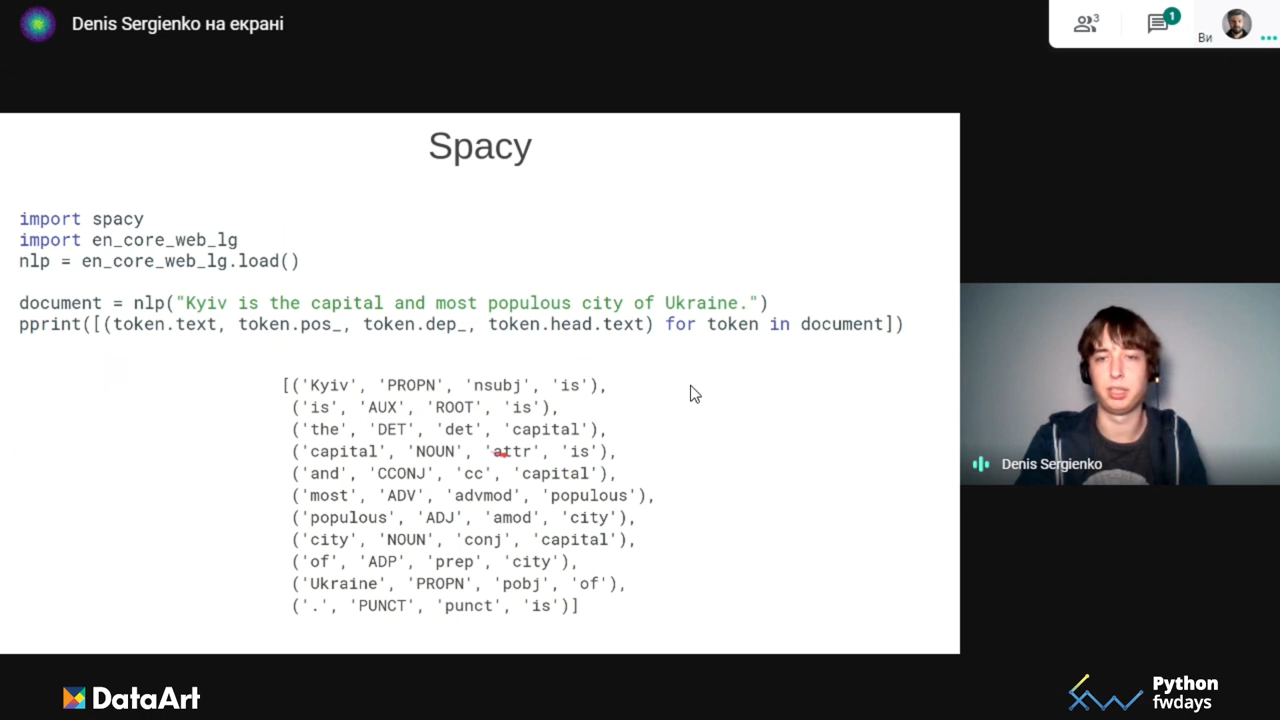 Denis Sergienko на екрані
3
1
Ви
Spacy
import spacy
import en_core_web_lg
nlp = en_core_web_lg.load()
document = nlp("Kyiv is the capital and most populous city of Ukraine.")
pprint([(token.text, token.pos_, token.dep_, token.head.text) for token in document])
[('Kyiv', 'PROPN', 'nsubj', 'is'),
('is', 'AUX', 'ROOT', 'is'),
('the', 'DET', 'det', 'capital'),
('capital', 'NOUN', 'attr', 'is'),
('and', 'CCONJ', 'cc', 'capital'),
('most', 'ADV', 'advmod', 'populous'),
('populous', 'ADJ', 'amod', 'city'),
('city', 'NOUN', 'conj', 'capital'),
('of', 'ADP', 'prep', 'city'),
('Ukraine', 'PROPN', 'pobj', 'of'),
('.', 'PUNCT', 'punct', 'is')]
Denis Sergienko
DataArt
Python
fwdays